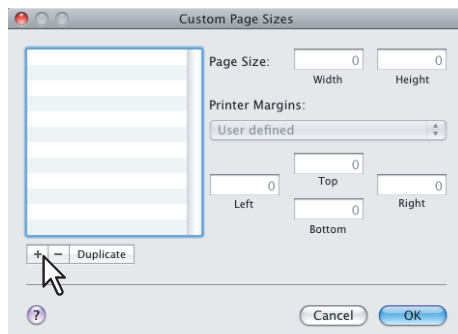 Custom Page Sizes
Page Size:
0
0
Width
Height
Printer Margins:
User defined
0
Top
0
0
Left
Right
0
Bottom
+ − Duplicate
?
Cancel
OK